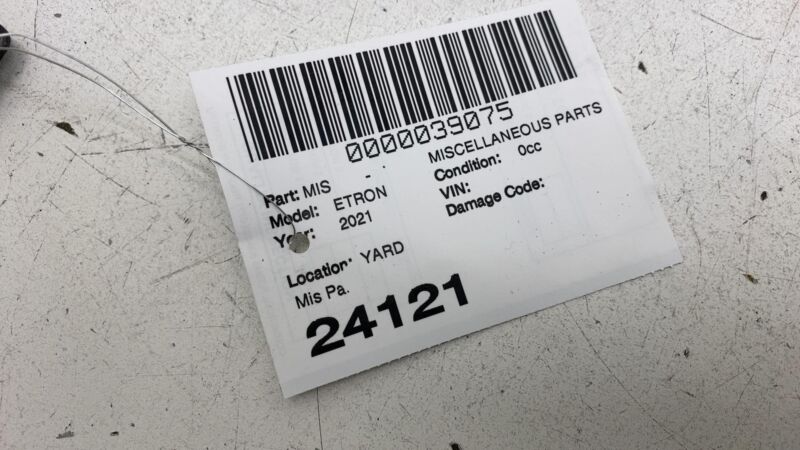 0000039075
Part: MIS - MISCELLANEOUS PARTS
Model: ETRON Condition: 0cc
Year: 2021 VIN:
Damage Code:
Location: YARD
Mis Pa.
24121